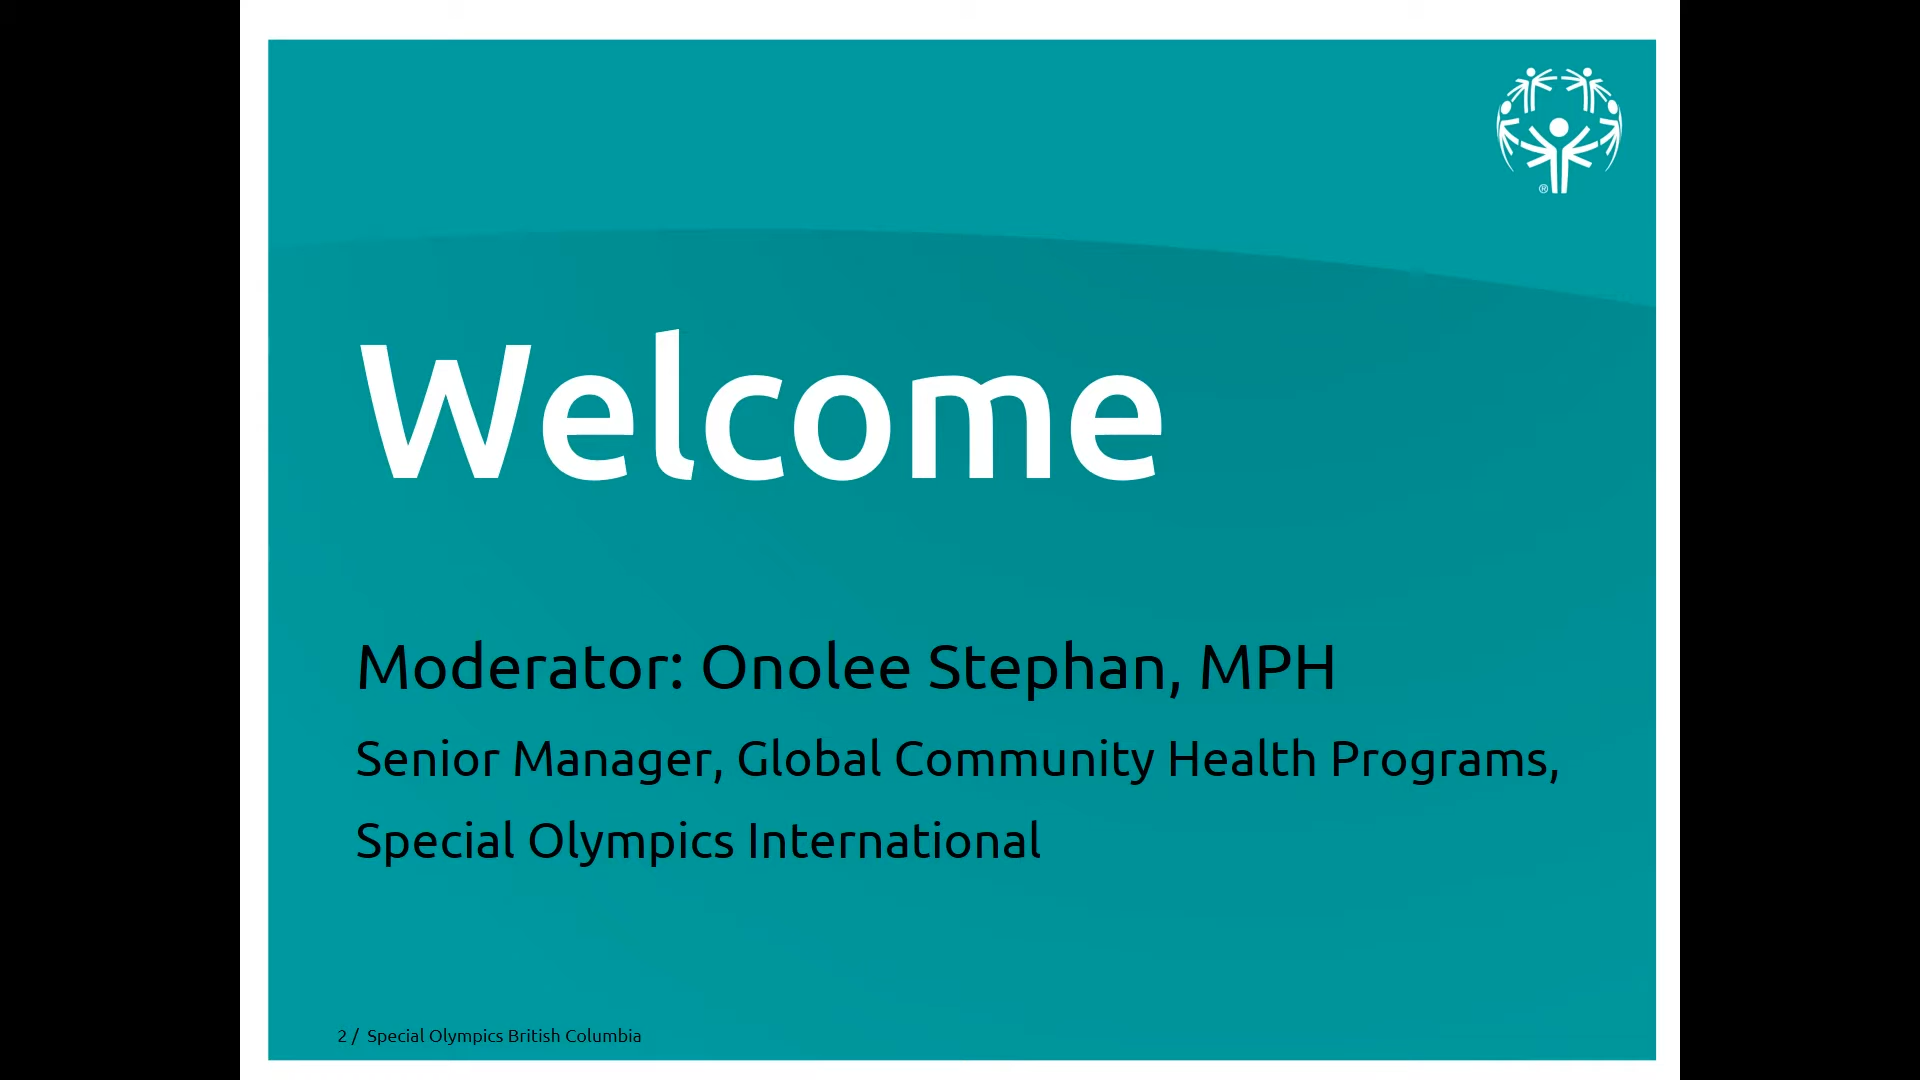 Welcome
Moderator: Onolee Stephan, MPH
Senior Manager, Global Community Health Programs,
Special Olympics International
2 / Special Olympics British Columbia
®